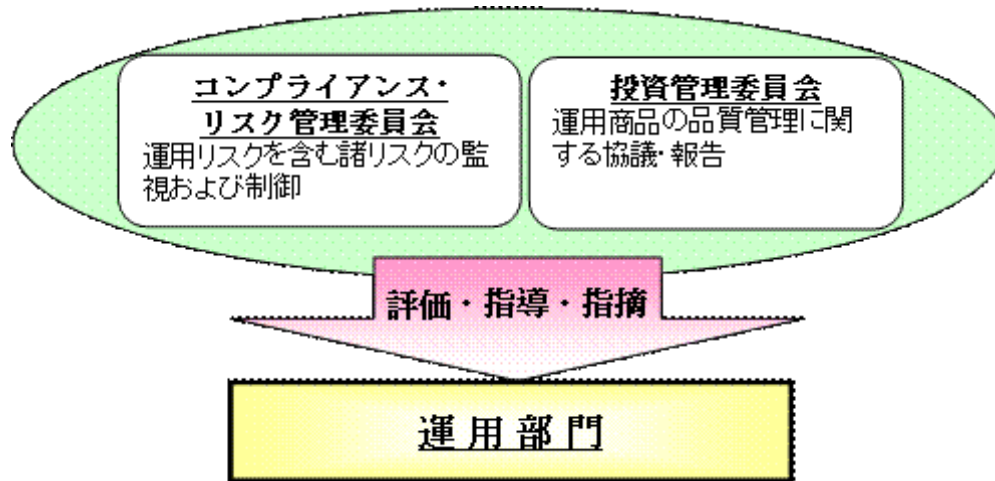 コンプライアンス・
リスク管理委員会
運用リスクを含む諸リスクの監
視および制御
投資管理委員会
運用商品の品質管理に関
する協議・報告
評価・指導・指摘
運用部門